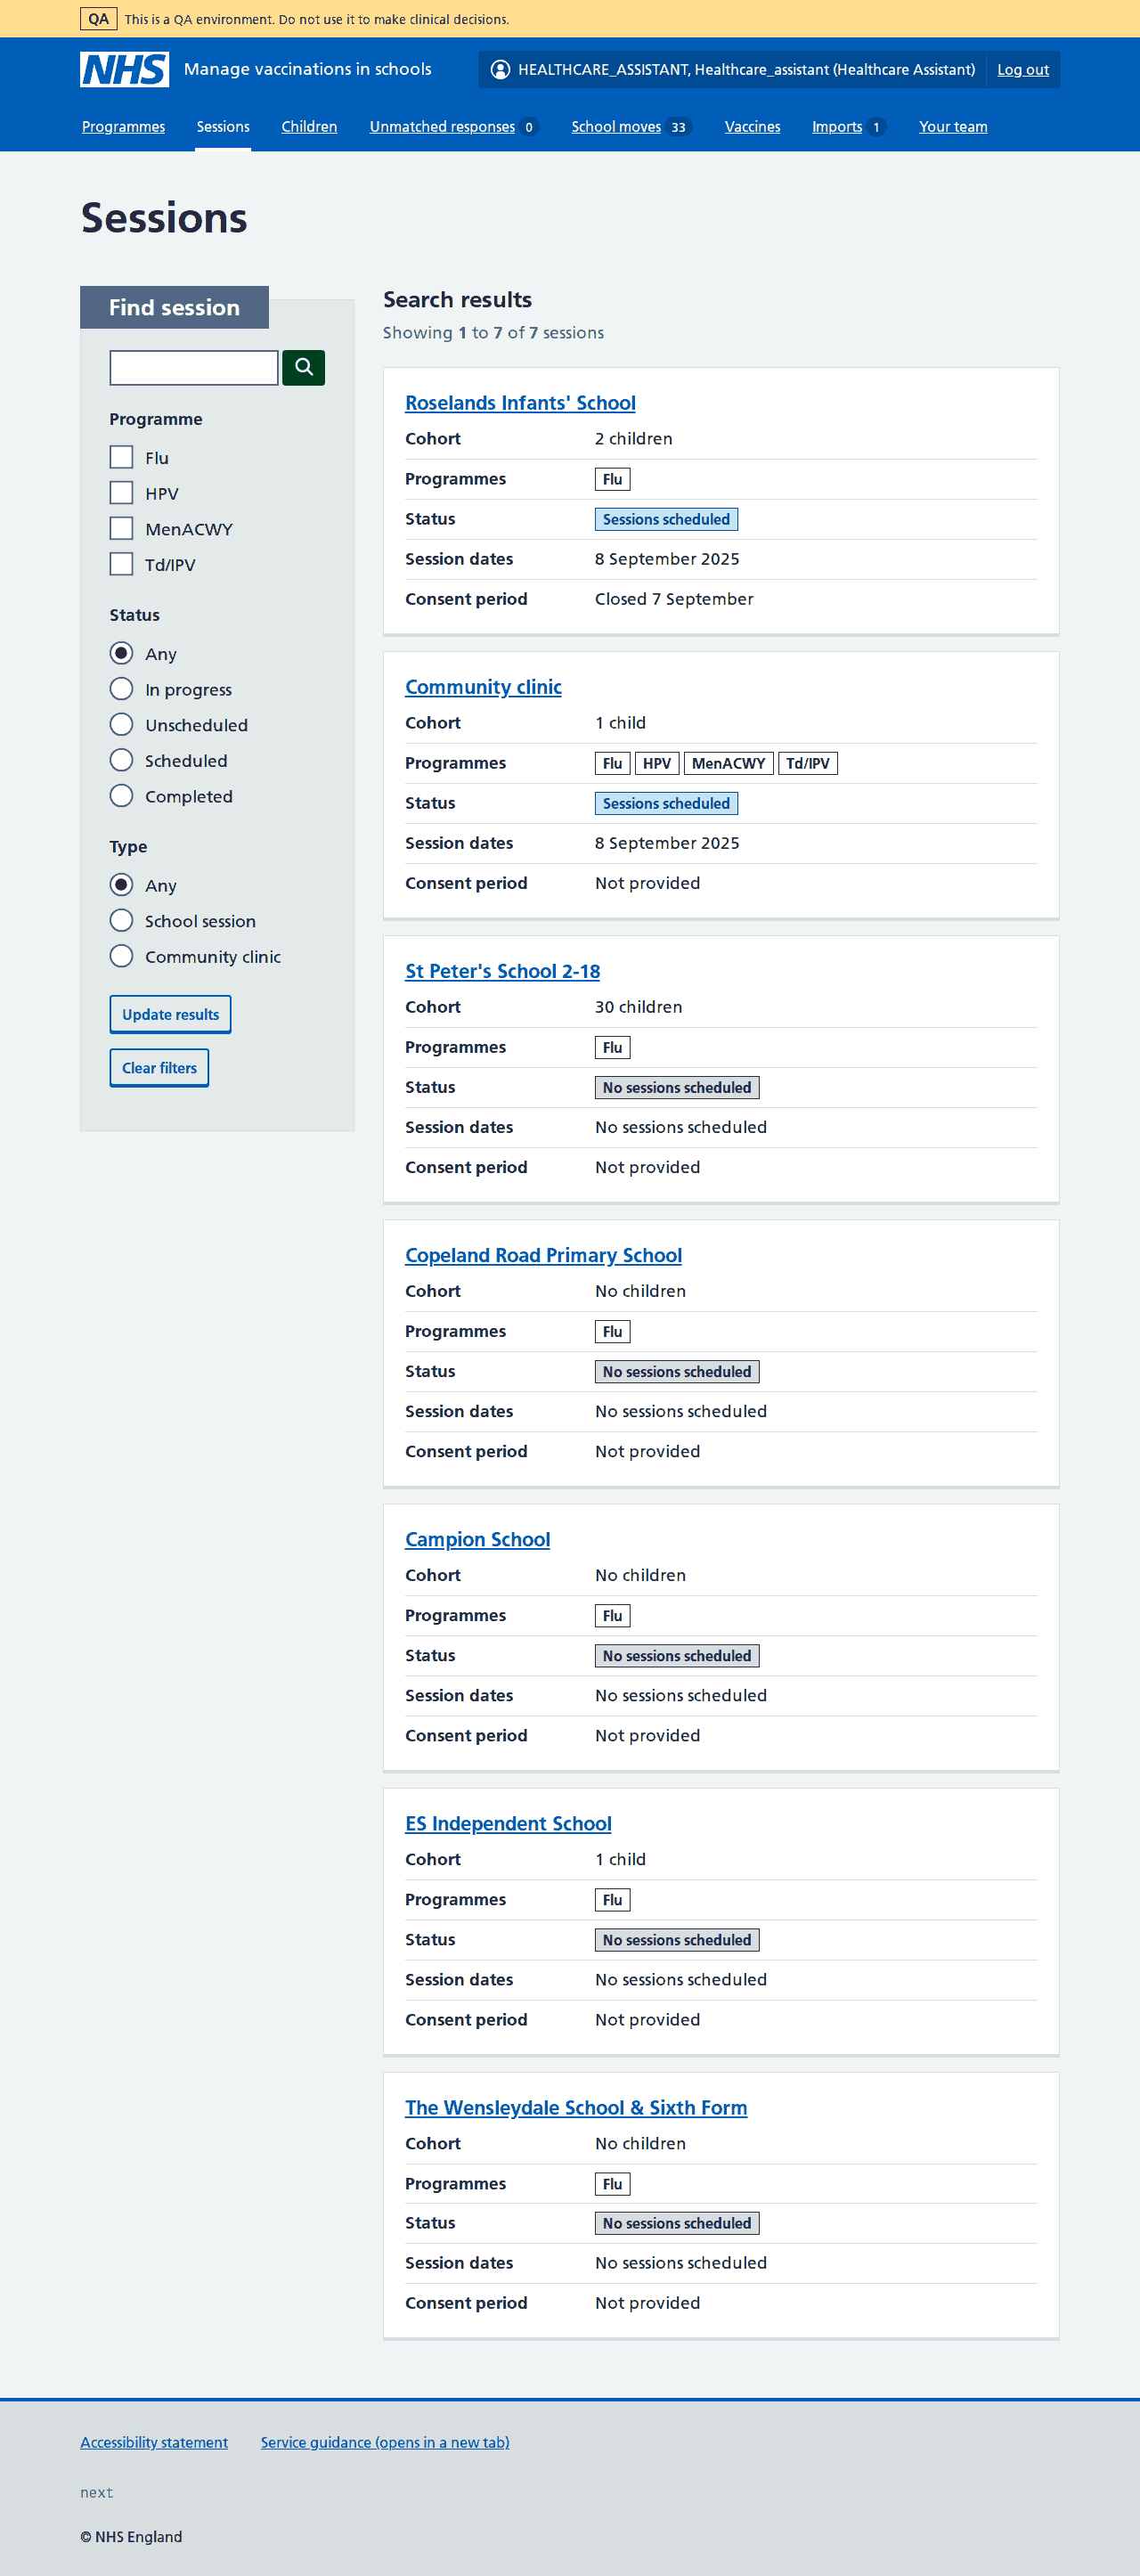 QA This is a QA environment. Do not use it to make clinical decisions.
NHS Manage vaccinations in schools HEALTHCARE_ASSISTANT, Healthcare_assistant (Healthcare Assistant) Log out
Programmes Sessions Children Unmatched responses 0 School moves 33 Vaccines Imports 1 Your team
Sessions
Find session
Programme
Flu
HPV
MenACWY
Td/IPV
Status
Any
In progress
Unscheduled
Scheduled
Completed
Type
Any
School session
Community clinic
Update results
Clear filters
Search results
Showing 1 to 7 of 7 sessions
Roselands Infants' School
Cohort 2 children
Programmes Flu
Status Sessions scheduled
Session dates 8 September 2025
Consent period Closed 7 September
Community clinic
Cohort 1 child
Programmes Flu HPV MenACWY Td/IPV
Status Sessions scheduled
Session dates 8 September 2025
Consent period Not provided
St Peter's School 2-18
Cohort 30 children
Programmes Flu
Status No sessions scheduled
Session dates No sessions scheduled
Consent period Not provided
Copeland Road Primary School
Cohort No children
Programmes Flu
Status No sessions scheduled
Session dates No sessions scheduled
Consent period Not provided
Campion School
Cohort No children
Programmes Flu
Status No sessions scheduled
Session dates No sessions scheduled
Consent period Not provided
ES Independent School
Cohort 1 child
Programmes Flu
Status No sessions scheduled
Session dates No sessions scheduled
Consent period Not provided
The Wensleydale School & Sixth Form
Cohort No children
Programmes Flu
Status No sessions scheduled
Session dates No sessions scheduled
Consent period Not provided
Accessibility statement Service guidance (opens in a new tab)
next
© NHS England